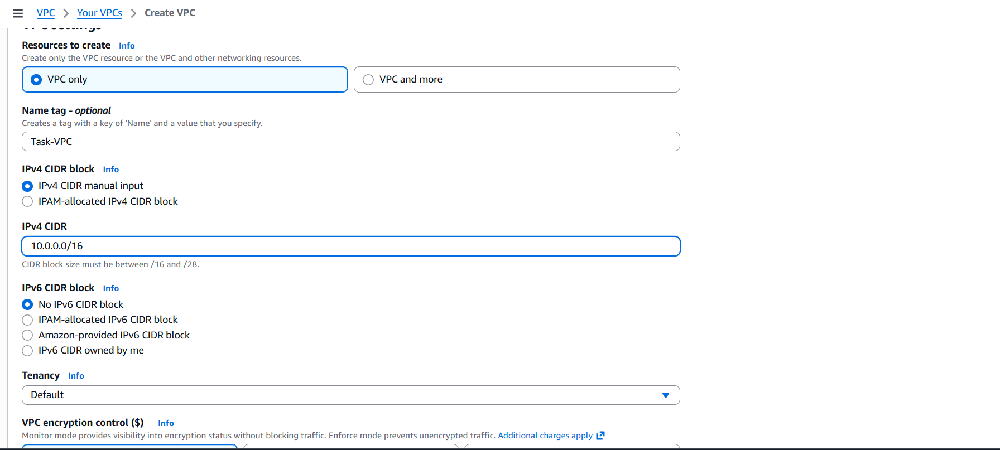 VPC > Your VPCs > Create VPC
Resources to create Info
Create only the VPC resource or the VPC and other networking resources.
VPC only
VPC and more
Name tag - optional
Creates a tag with a key of 'Name' and a value that you specify.
Task-VPC
IPv4 CIDR block Info
IPv4 CIDR manual input
IPAM-allocated IPv4 CIDR block
IPv4 CIDR
10.0.0.0/16
CIDR block size must be between /16 and /28.
IPv6 CIDR block Info
No IPv6 CIDR block
IPAM-allocated IPv6 CIDR block
Amazon-provided IPv6 CIDR block
IPv6 CIDR owned by me
Tenancy Info
Default
VPC encryption control ($) Info
Monitor mode provides visibility into encryption status without blocking traffic. Enforce mode prevents unencrypted traffic. Additional charges apply